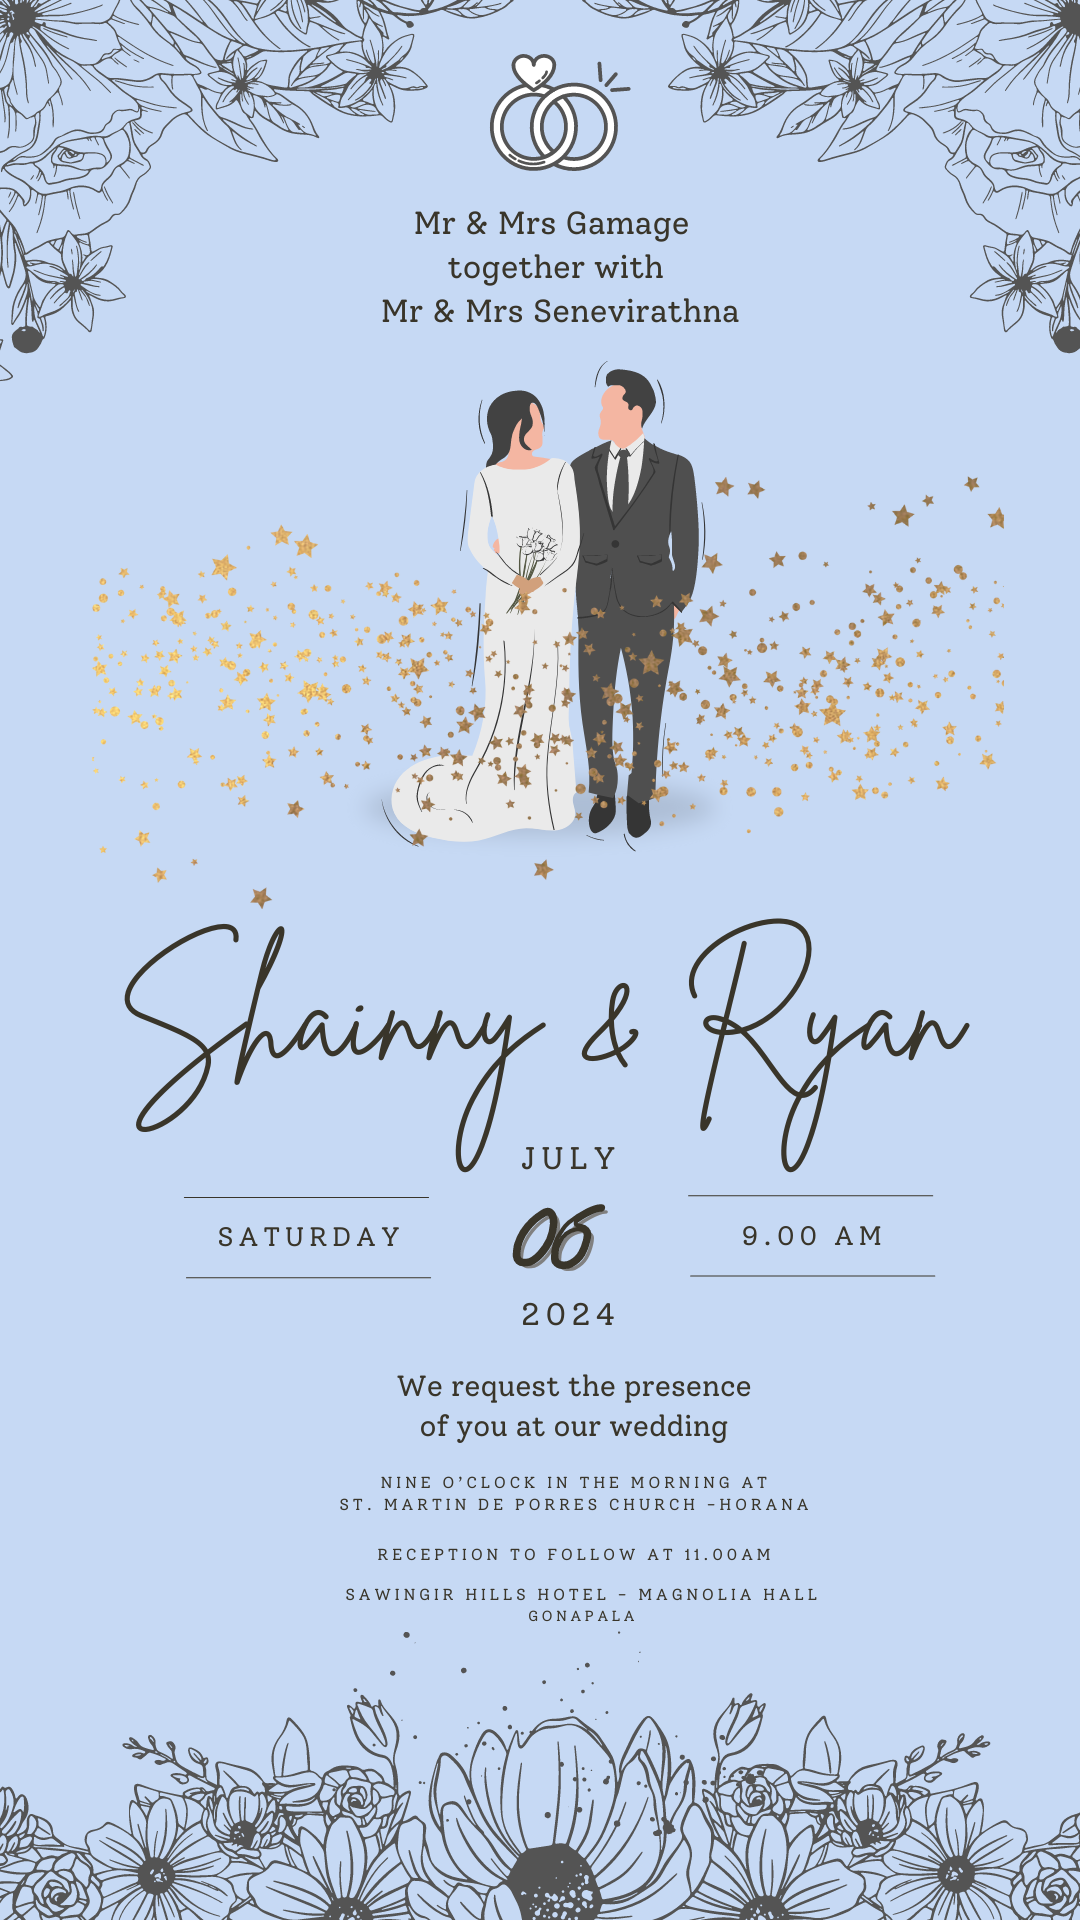 Mr & Mrs Gamage
together with
Mr & Mrs Senevirathna
Shainny & Ryan
JULY
SATURDAY
06
9.00 AM
2024
We request the presence
of you at our wedding
NINE O’CLOCK IN THE MORNING AT
ST. MARTIN DE PORRES CHURCH -HORANA
RECEPTION TO FOLLOW AT 11.00AM
SAWINGIR HILLS HOTEL - MAGNOLIA HALL
GONAPALA